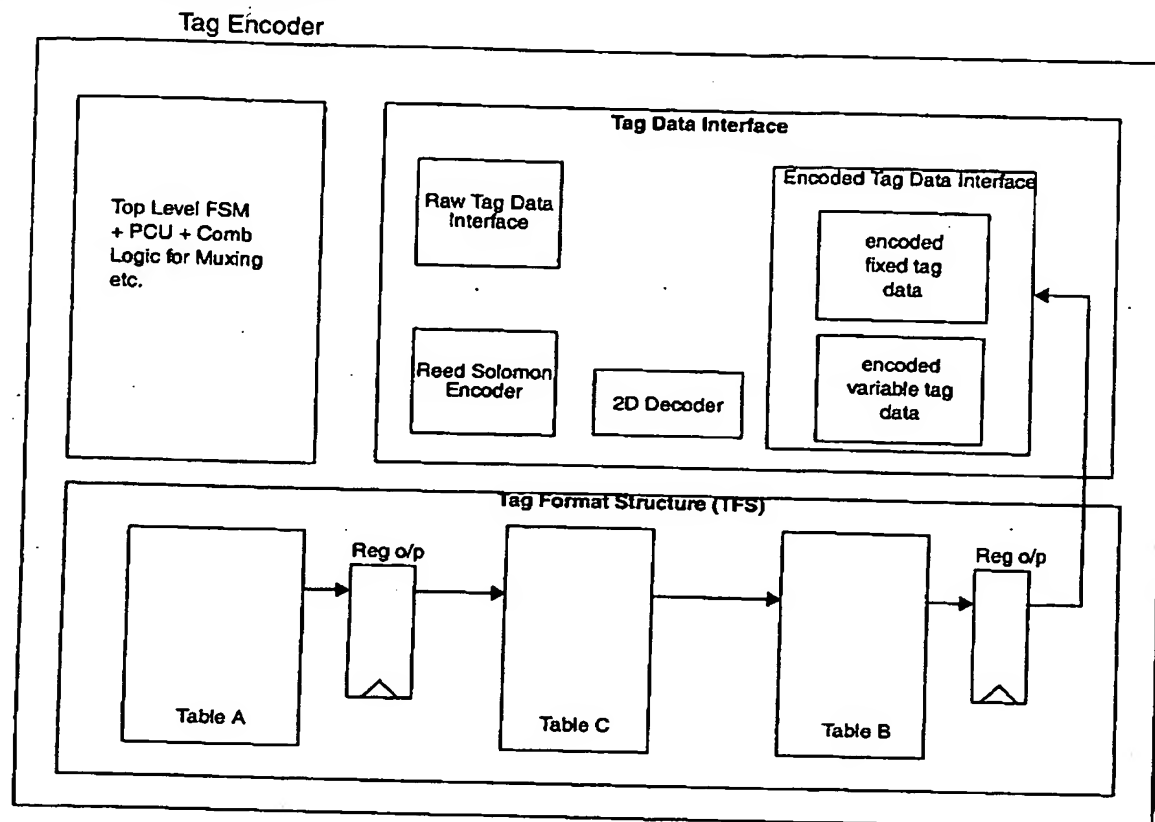 Tag Encoder
Top Level FSM
+ PCU + Comb
Logic for Muxing
etc.
Tag Data Interface
Raw Tag Data
Interface
Reed Solomon
Encoder
2D Decoder
Encoded Tag Data Interface
encoded
fixed tag
data
encoded
variable tag
data
Tag Format Structure (TFS)
Table A
Reg o/p
Table C
Table B
Reg o/p